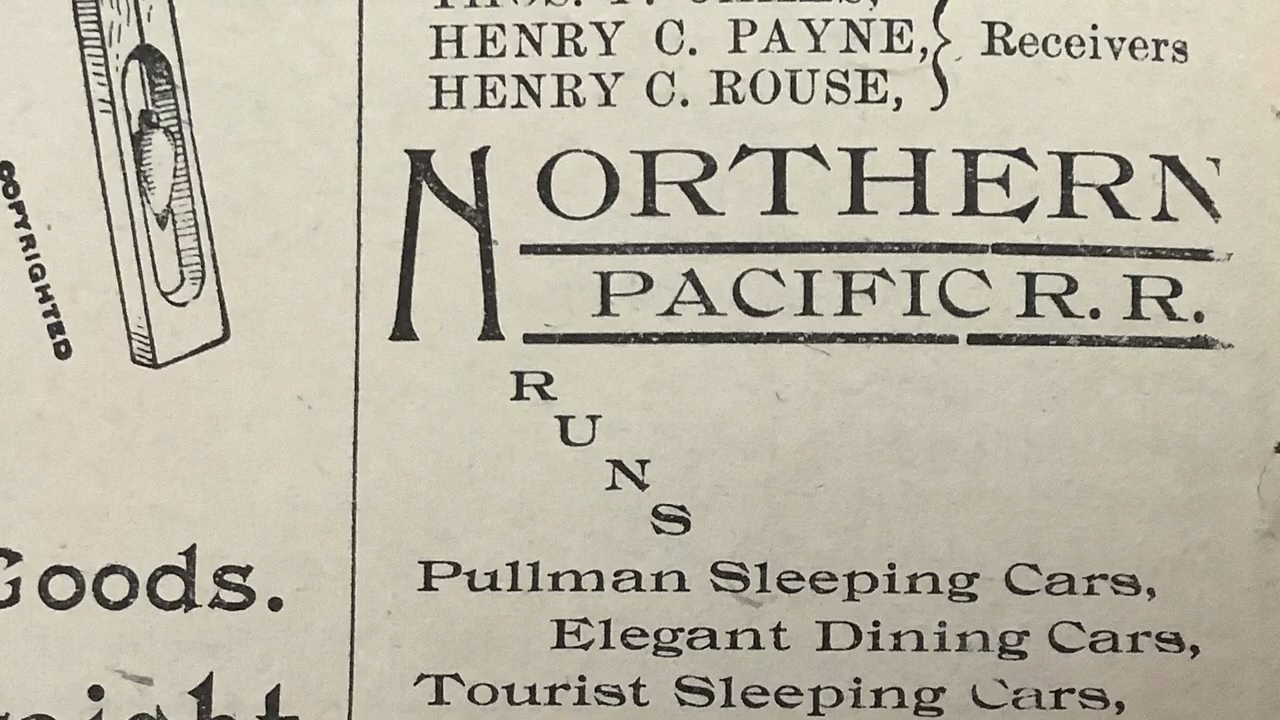 COPYRIGHTED
Goods.
HENRY C. PAYNE,
HENRY C. ROUSE,
Receivers
NORTHERN
PACIFIC R. R.
R
U
N
S
Pullman Sleeping Cars,
Elegant Dining Cars,
Tourist Sleeping Cars,